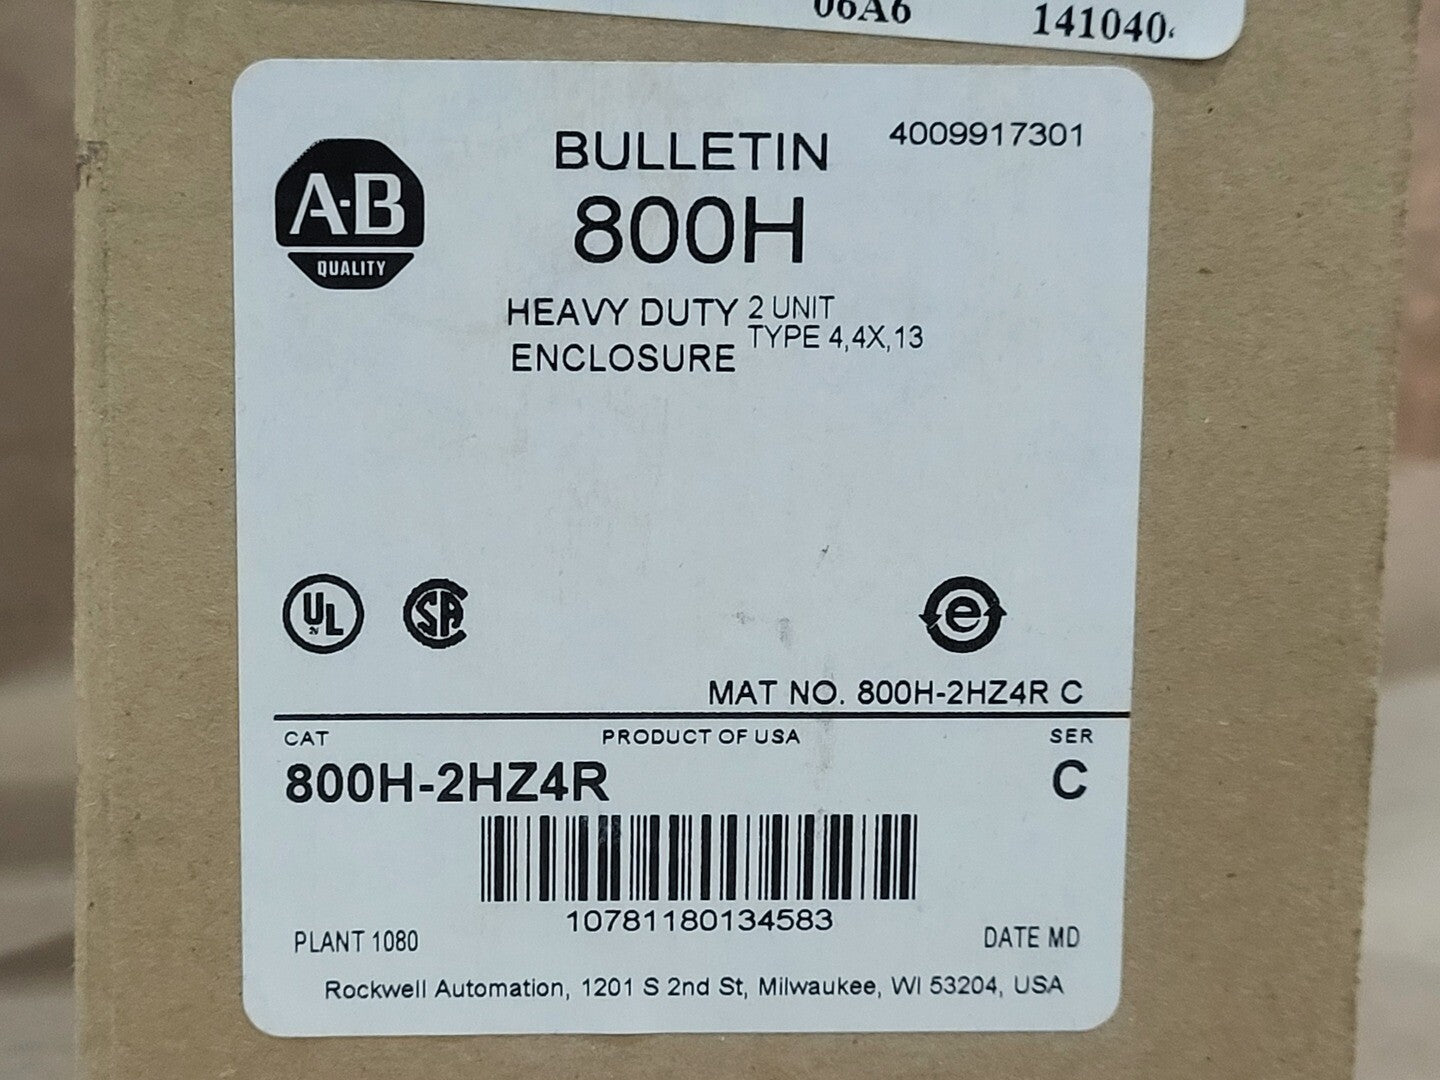 06A6 141040
4009917301
A-B
QUALITY
BULLETIN
800H
HEAVY DUTY 2 UNIT
ENCLOSURE TYPE 4,4X,13
UL
SA
e
MAT NO. 800H-2HZ4R C
CAT PRODUCT OF USA SER
800H-2HZ4R C
10781180134583
PLANT 1080 DATE MD
Rockwell Automation, 1201 S 2nd St, Milwaukee, WI 53204, USA